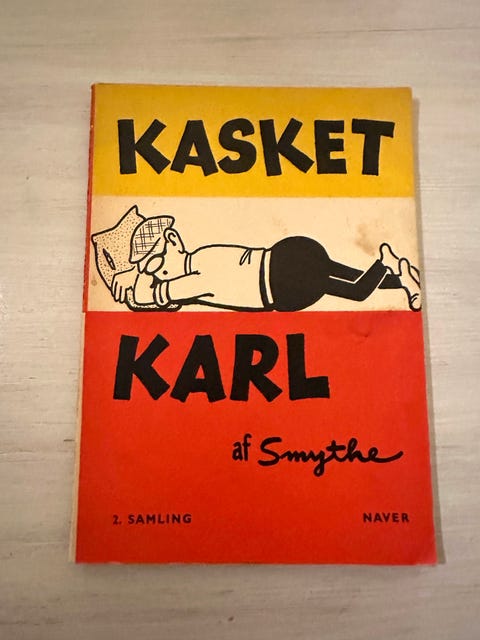 KASKET
KARL
af Smythe
2. SAMLING NAVER